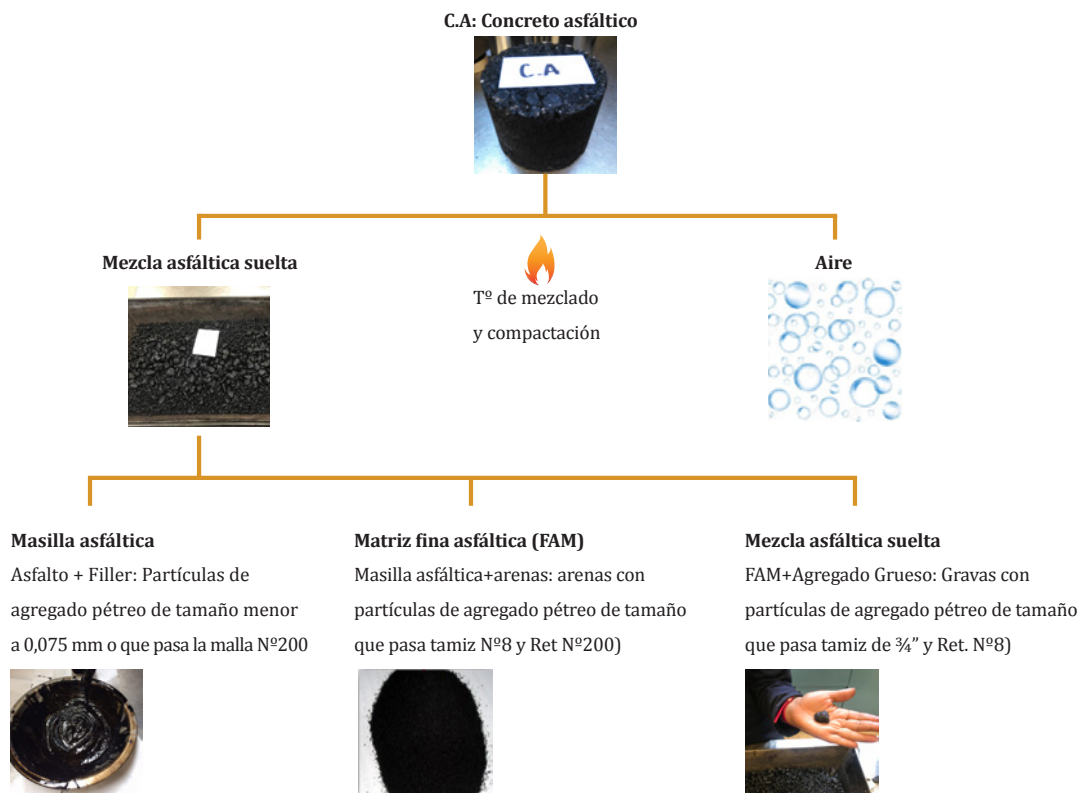 C.A: Concreto asfáltico
C.A
Mezcla asfáltica suelta
Tº de mezclado
y compactación
Aire
Masilla asfáltica
Asfalto + Filler: Partículas de
agregado pétreo de tamaño menor
a 0,075 mm o que pasa la malla Nº200
Matriz fina asfáltica (FAM)
Masilla asfáltica+arenas: arenas con
partículas de agregado pétreo de tamaño
que pasa tamiz Nº8 y Ret Nº200)
Mezcla asfáltica suelta
FAM+Agregado Grueso: Gravas con
partículas de agregado pétreo de tamaño
que pasa tamiz de ¾” y Ret. Nº8)